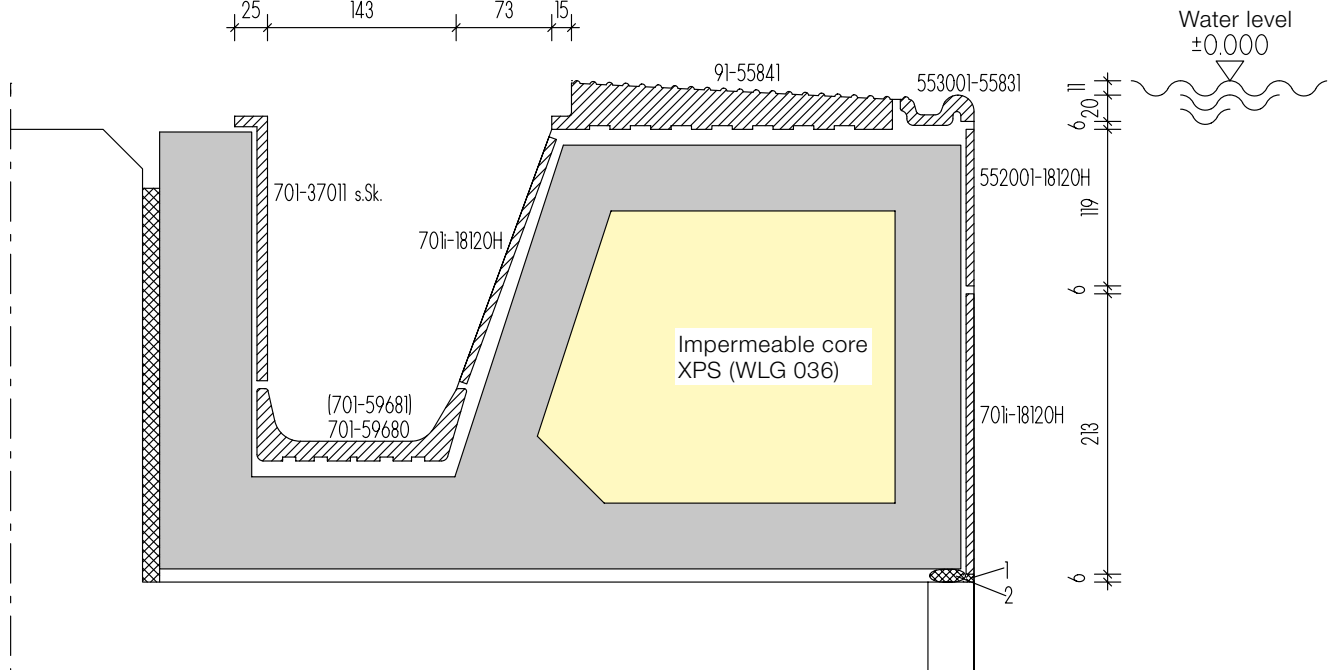 25 143 73 15
Water level
±0.000
91-55841
553001-55831
11
20
6
701-37011 s.Sk.
552001-18120H
119
701i-18120H
6
Impermeable core
XPS (WLG 036)
(701-59681)
701-59680
701i-18120H
213
1
6
2